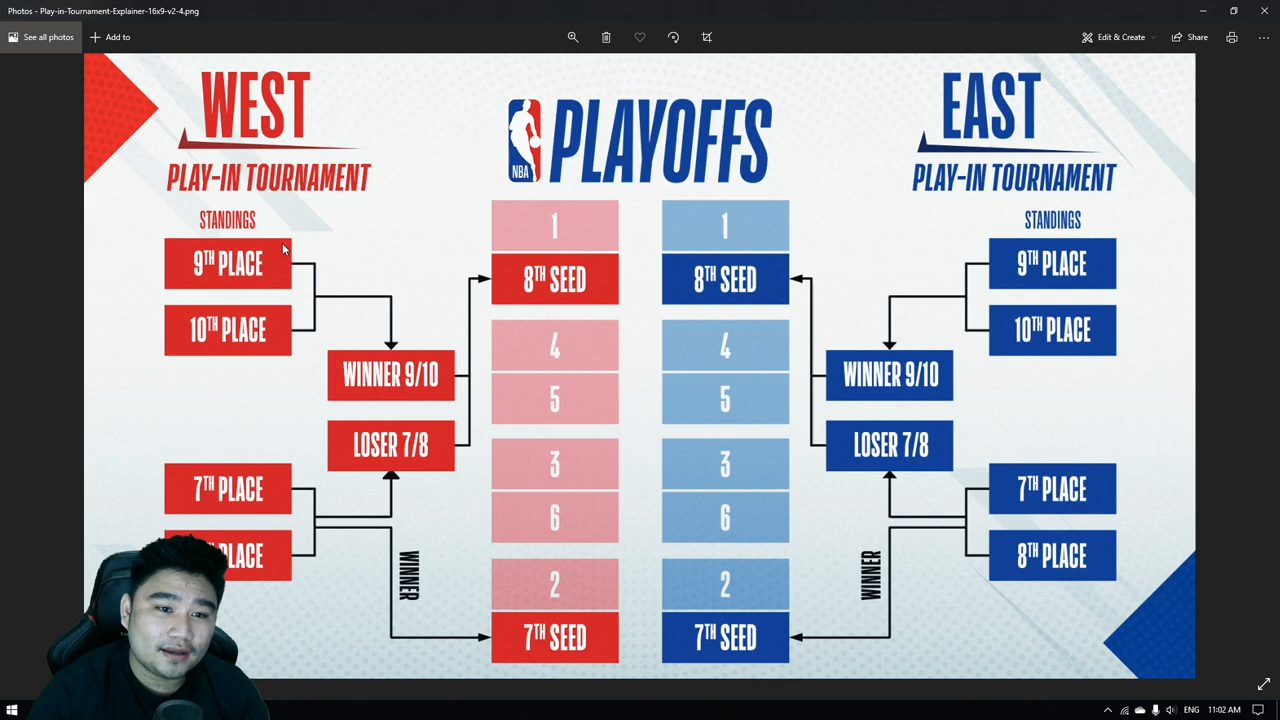 Photos - Play-in-Tournament-Explainer-16x9-v2-4.png
See all photos
Add to
Edit & Create
Share
WEST
PLAY-IN TOURNAMENT
STANDINGS
9TH PLACE
10TH PLACE
WINNER 9/10
LOSER 7/8
7TH PLACE
PLACE
WINNER
NBA
PLAYOFFS
1
8TH SEED
4
5
3
6
2
7TH SEED
1
8TH SEED
4
5
3
6
2
7TH SEED
EAST
PLAY-IN TOURNAMENT
STANDINGS
9TH PLACE
10TH PLACE
WINNER 9/10
LOSER 7/8
7TH PLACE
8TH PLACE
WINNER
ENG
11:02 AM